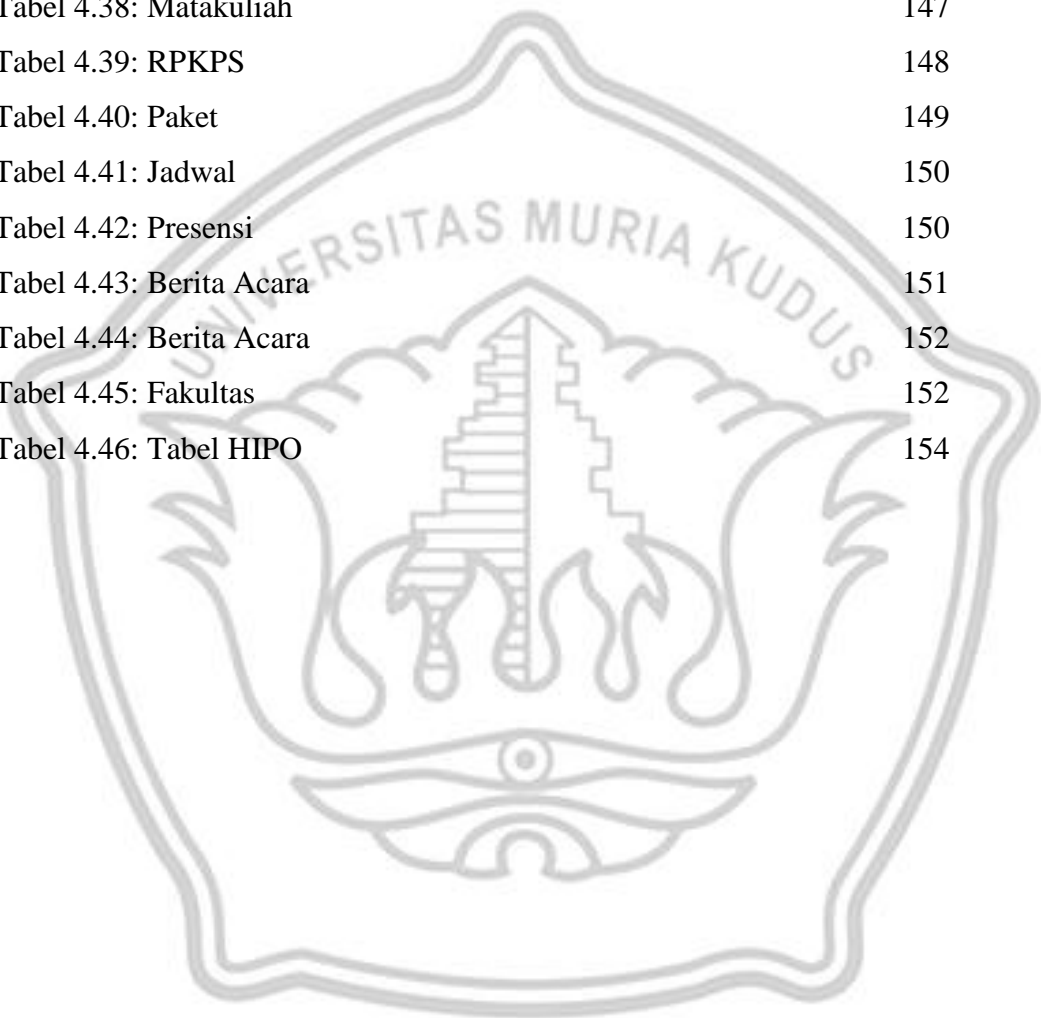 Tabel 4.38: Matakuliah 147
Tabel 4.39: RPKPS 148
Tabel 4.40: Paket 149
Tabel 4.41: Jadwal 150
Tabel 4.42: Presensi 150
Tabel 4.43: Berita Acara 151
Tabel 4.44: Berita Acara 152
Tabel 4.45: Fakultas 152
Tabel 4.46: Tabel HIPO 154
UNIVERSITAS MURIA KUDUS